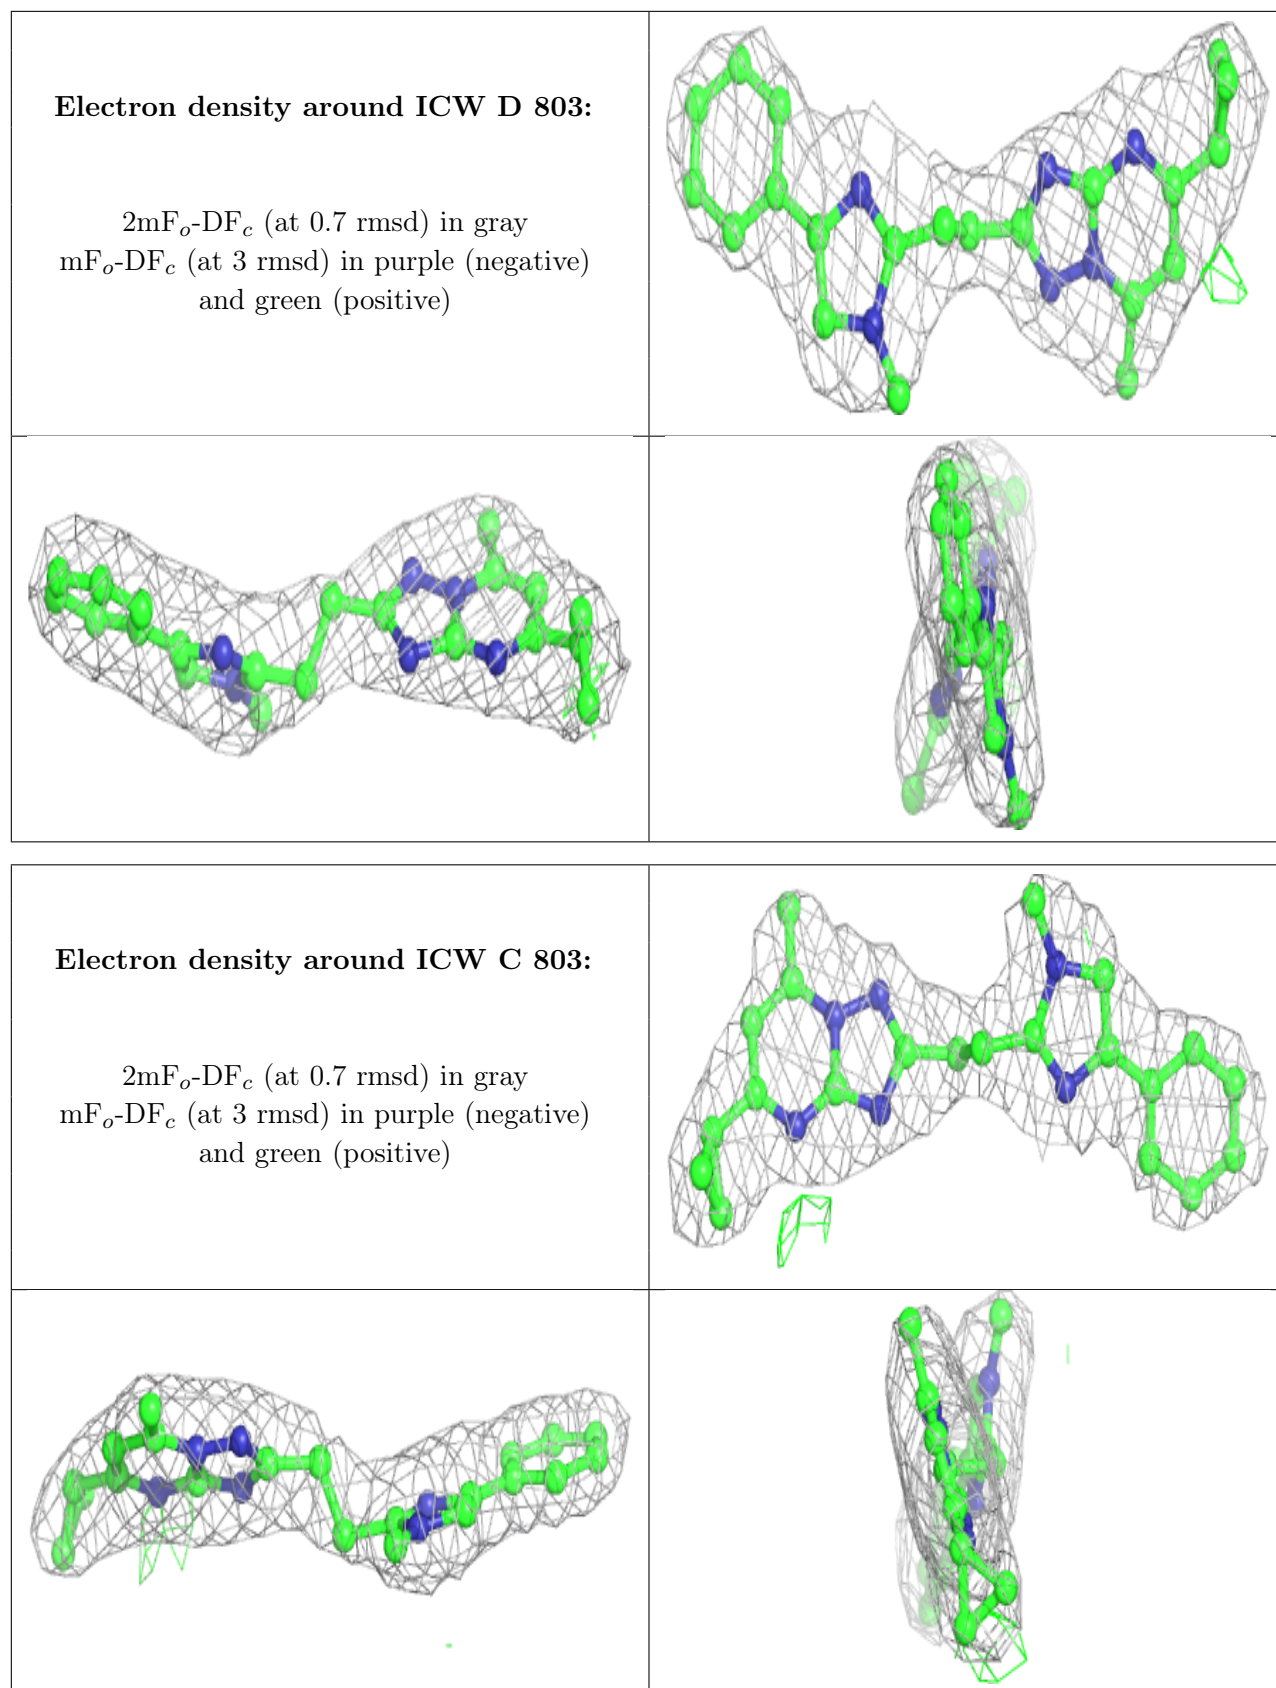 Electron density around ICW D 803:
2mFo-DFc (at 0.7 rmsd) in gray
mFo-DFc (at 3 rmsd) in purple (negative)
and green (positive)
Electron density around ICW C 803:
2mFo-DFc (at 0.7 rmsd) in gray
mFo-DFc (at 3 rmsd) in purple (negative)
and green (positive)